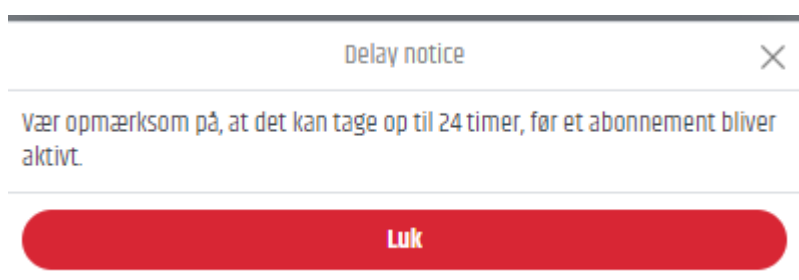 Delay notice
Vær opmærksom på, at det kan tage op til 24 timer, før et abonnement bliver
aktivt.
Luk